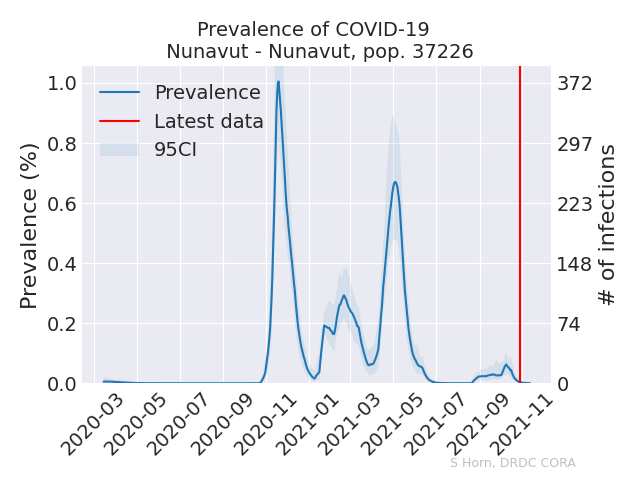 Prevalence of COVID-19
Nunavut - Nunavut, pop. 37226
Prevalence
Latest data
95CI
Prevalence (%)
1.0
0.8
0.6
0.4
0.2
0.0
372
297
223
148
74
0
# of infections
2020-03
2020-05
2020-07
2020-09
2020-11
2021-01
2021-03
2021-05
2021-07
2021-09
2021-11
S Horn, DRDC CORA